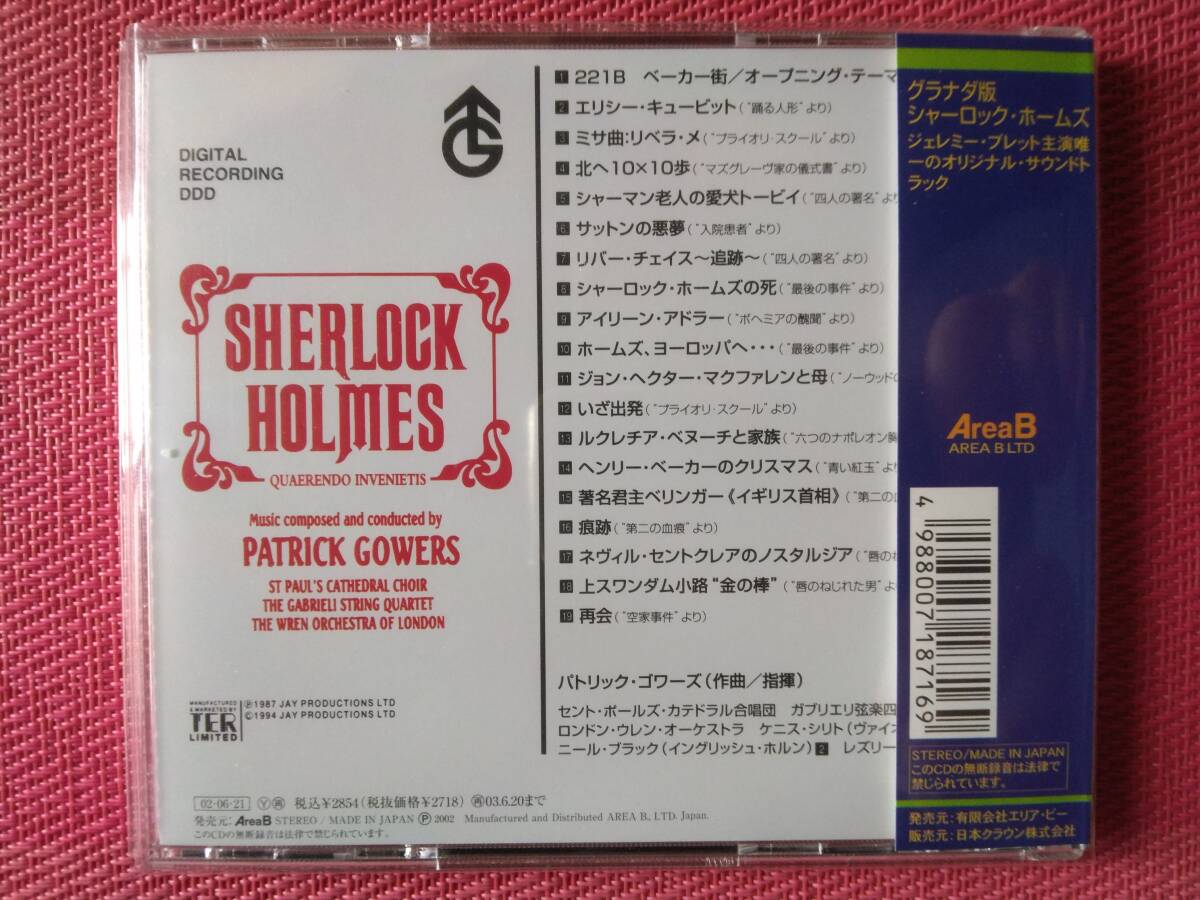 DIGITAL
RECORDING
DDD
TG
SHERLOCK
HOLMES
QUAERENDO INVENIETIS
Music composed and conducted by
PATRICK GOWERS
ST PAUL'S CATHEDRAL CHOIR
THE GABRIELI STRING QUARTET
THE WREN ORCHESTRA OF LONDON
MANUFACTURED
& MARKETED BY
TER
LIMITED
℗1987 JAY PRODUCTIONS LTD
©1994 JAY PRODUCTIONS LTD
1 221B ベーカー街/オープニング・テーマ
2 エリシー・キュービット(“踊る人形”より)
3 ミサ曲:リベラ・メ(“プライオリ・スクール”より)
4 北へ10×10歩(“マズグレーヴ家の儀式書”より)
5 シャーマン老人の愛犬トービイ(“四人の署名”より
6 サットンの悪夢(“入院患者”より)
7 リバー・チェイス〜追跡〜(“四人の署名”より)
8 シャーロック・ホームズの死(“最後の事件”より)
9 アイリーン・アドラー(“ボヘミアの醜聞”より)
10 ホームズ、ヨーロッパへ・・・(“最後の事件”より)
11 ジョン・ヘクター・マクファレンと母(“ノーウッドの
12 いざ出発(“プライオリ・スクール”より)
13 ルクレチア・ベヌーチと家族(“六つのナポレオン胸
14 ヘンリー・ベーカーのクリスマス(“青い紅玉”より
15 著名君主ベリンガー《イギリス首相》(“第二の血
16 痕跡(“第二の血痕”より)
17 ネヴィル・セントクレアのノスタルジア(“唇のね
18 上スワンダム小路“金の棒”(“唇のねじれた男”よ
19 再会(“空家事件”より)
パトリック・ゴワーズ(作曲/指揮)
セント・ポールズ・カテドラル合唱団 ガブリエリ弦楽四
ロンドン・ウレン・オーケストラ ケニス・シリト(ヴァイオ
ニール・ブラック(イングリッシュ・ホルン)2 レズリー
02・06・21 Ⓨ㊢ 税込¥2854(税抜価格¥2718) ㊢03.6.20まで
発売元:AreaB STEREO / MADE IN JAPAN ℗ 2002 Manufactured and Distributed AREA B, LTD. Japan.
このCDの無断録音は法律で禁じられています。
グラナダ版
シャーロック・ホームズ
ジェレミー・ブレット主演唯
一のオリジナル・サウンドト
ラック
AreaB
AREA B LTD
4 988007 187169
STEREO/MADE IN JAPAN
このCDの無断録音は法律で
禁じられています。
発売元:有限会社エリア・ビー
販売元:日本クラウン株式会社